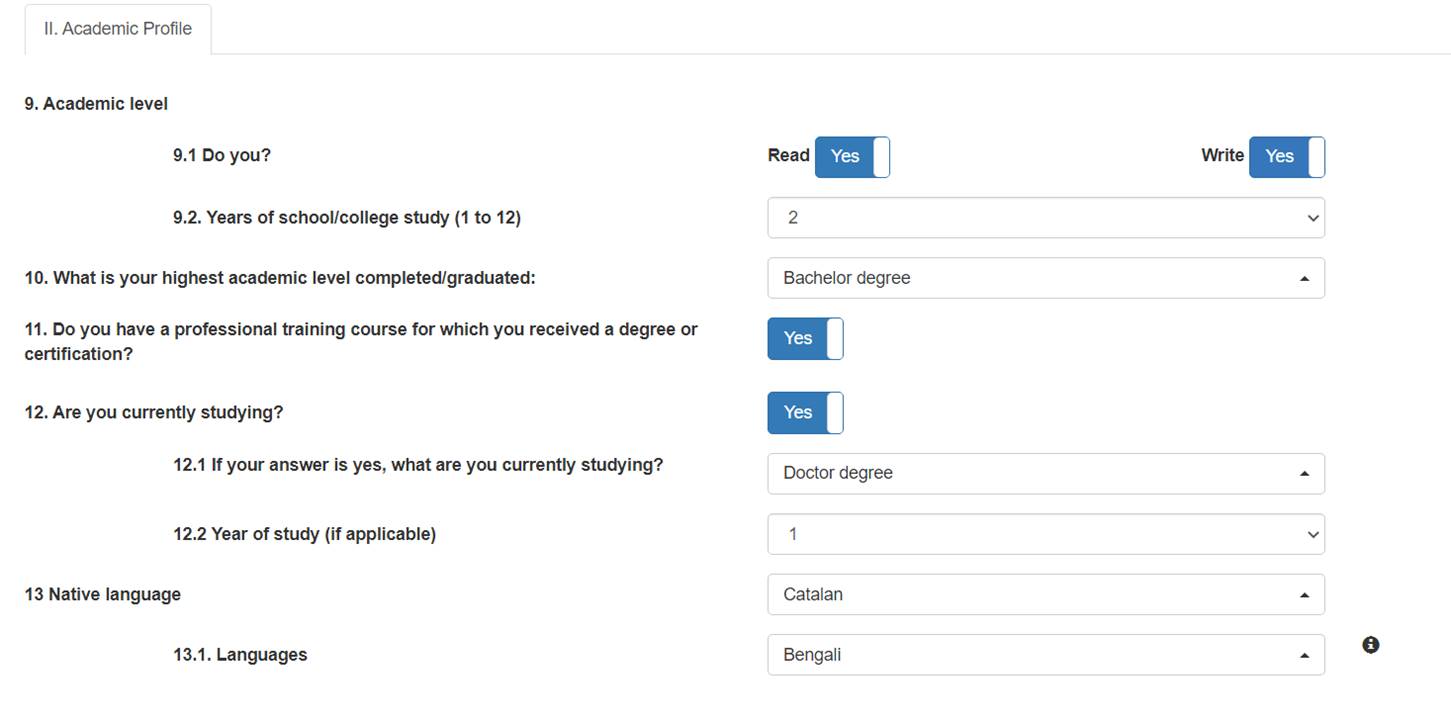 II. Academic Profile
9. Academic level
9.1 Do you?
Read Yes
Write Yes
9.2. Years of school/college study (1 to 12)
2
10. What is your highest academic level completed/graduated:
Bachelor degree
11. Do you have a professional training course for which you received a degree or
certification?
Yes
12. Are you currently studying?
Yes
12.1 If your answer is yes, what are you currently studying?
Doctor degree
12.2 Year of study (if applicable)
1
13 Native language
Catalan
13.1. Languages
Bengali